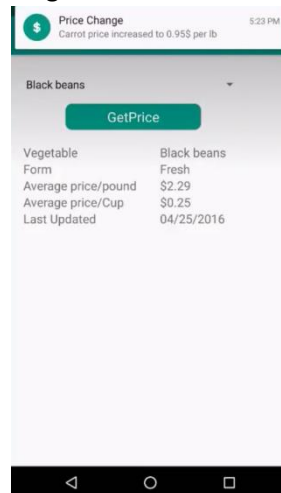 $
Price Change 5:23 PM
Carrot price increased to 0.95$ per lb
Black beans
GetPrice
Vegetable Black beans
Form Fresh
Average price/pound $2.29
Average price/Cup $0.25
Last Updated 04/25/2016